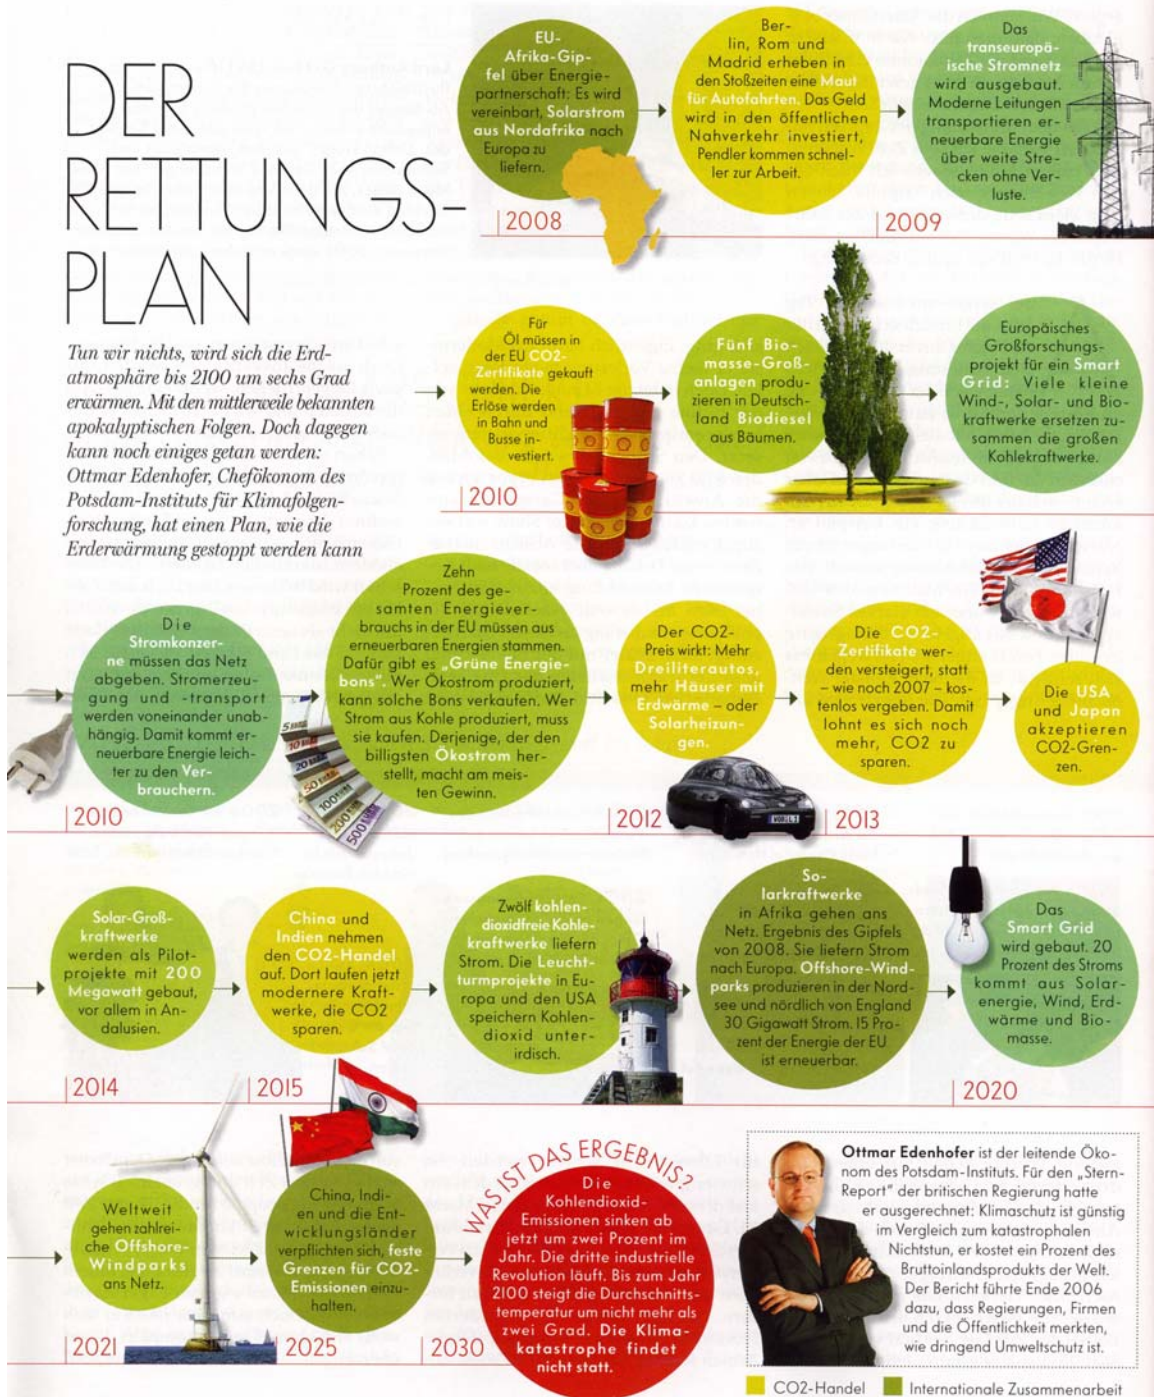 DER
RETTUNGS-
PLAN
Tun wir nichts, wird sich die Erd-
atmosphäre bis 2100 um sechs Grad
erwärmen. Mit den mittlerweile bekannten
apokalyptischen Folgen. Doch dagegen
kann noch einiges getan werden:
Ottmar Edenhofer, Chefökonom des
Potsdam-Instituts für Klimafolgen-
forschung, hat einen Plan, wie die
Erderwärmung gestoppt werden kann
EU-
Afrika-Gip-
fel über Energie-
partnerschaft: Es wird
vereinbart, Solarstrom
aus Nordafrika nach
Europa zu
liefern.
2008
Ber-
lin, Rom und
Madrid erheben in
den Stoßzeiten eine Maut
für Autofahrten. Das Geld
wird in den öffentlichen
Nahverkehr investiert,
Pendler kommen schnel-
ler zur Arbeit.
Das
transeuropä-
ische Stromnetz
wird ausgebaut.
Moderne Leitungen
transportieren er-
neuerbare Energie
über weite Stre-
cken ohne Ver-
luste.
2009
Für
Öl müssen in
der EU CO2-
Zertifikate gekauft
werden. Die
Erlöse werden
in Bahn und
Busse in-
vestiert.
2010
Fünf Bio-
masse-Groß-
anlagen produ-
zieren in Deutsch-
land Biodiesel
aus Bäumen.
Europäisches
Großforschungs-
projekt für ein Smart
Grid: Viele kleine
Wind-, Solar- und Bio-
kraftwerke ersetzen zu-
sammen die großen
Kohlekraftwerke.
Die
Stromkonzer-
ne müssen das Netz
abgeben. Stromerzeu-
gung und -transport
werden voneinander unab-
hängig. Damit kommt er-
neuerbare Energie leich-
ter zu den Ver-
brauchern.
2010
5
10
20
50
100
200
500
Zehn
Prozent des ge-
samten Energiever-
brauchs in der EU müssen aus
erneuerbaren Energien stammen.
Dafür gibt es „Grüne Energie-
bons“. Wer Ökostrom produziert,
kann solche Bons verkaufen. Wer
Strom aus Kohle produziert, muss
sie kaufen. Derjenige, der den
billigsten Ökostrom her-
stellt, macht am meis-
ten Gewinn.
Der CO2-
Preis wirkt: Mehr
Dreiliterautos,
mehr Häuser mit
Erdwärme – oder
Solarheizun-
gen.
2012
Die CO2-
Zertifikate wer-
den versteigert, statt
– wie noch 2007 – kos-
tenlos vergeben. Damit
lohnt es sich noch
mehr, CO2 zu
sparen.
2013
Die USA
und Japan
akzeptieren
CO2-Gren-
zen.
Solar-Groß-
kraftwerke
werden als Pilot-
projekte mit 200
Megawatt gebaut,
vor allem in An-
dalusien.
2014
China und
Indien nehmen
den CO2-Handel
auf. Dort laufen jetzt
modernere Kraft-
werke, die CO2
sparen.
2015
Zwölf kohlen-
dioxidfreie Kohle-
kraftwerke liefern
Strom. Die Leucht-
turmprojekte in Eu-
ropa und den USA
speichern Kohlen-
dioxid unter-
irdisch.
So-
larkraftwerke
in Afrika gehen ans
Netz. Ergebnis des Gipfels
von 2008. Sie liefern Strom
nach Europa. Offshore-Wind-
parks produzieren in der Nord-
see und nördlich von England
30 Gigawatt Strom. 15 Pro-
zent der Energie der EU
ist erneuerbar.
Das
Smart Grid
wird gebaut. 20
Prozent des Stroms
kommt aus Solar-
energie, Wind, Erd-
wärme und Bio-
masse.
2020
Weltweit
gehen zahlrei-
che Offshore-
Windparks
ans Netz.
2021
China, Indi-
en und die Ent-
wicklungsländer
verpflichten sich, feste
Grenzen für CO2-
Emissionen einzu-
halten.
2025
2030
WAS IST DAS ERGEBNIS?
Die
Kohlendioxid-
Emissionen sinken ab
jetzt um zwei Prozent im
Jahr. Die dritte industrielle
Revolution läuft. Bis zum Jahr
2100 steigt die Durchschnitts-
temperatur um nicht mehr als
zwei Grad. Die Klima-
katastrophe findet
nicht statt.
Ottmar Edenhofer ist der leitende Öko-
nom des Potsdam-Instituts. Für den „Stern-
Report“ der britischen Regierung hatte
er ausgerechnet: Klimaschutz ist günstig
im Vergleich zum katastrophalen
Nichtstun, er kostet ein Prozent des
Bruttoinlandsprodukts der Welt.
Der Bericht führte Ende 2006
dazu, dass Regierungen, Firmen
und die Öffentlichkeit merkten,
wie dringend Umweltschutz ist.
CO2-Handel
Internationale Zusammenarbeit